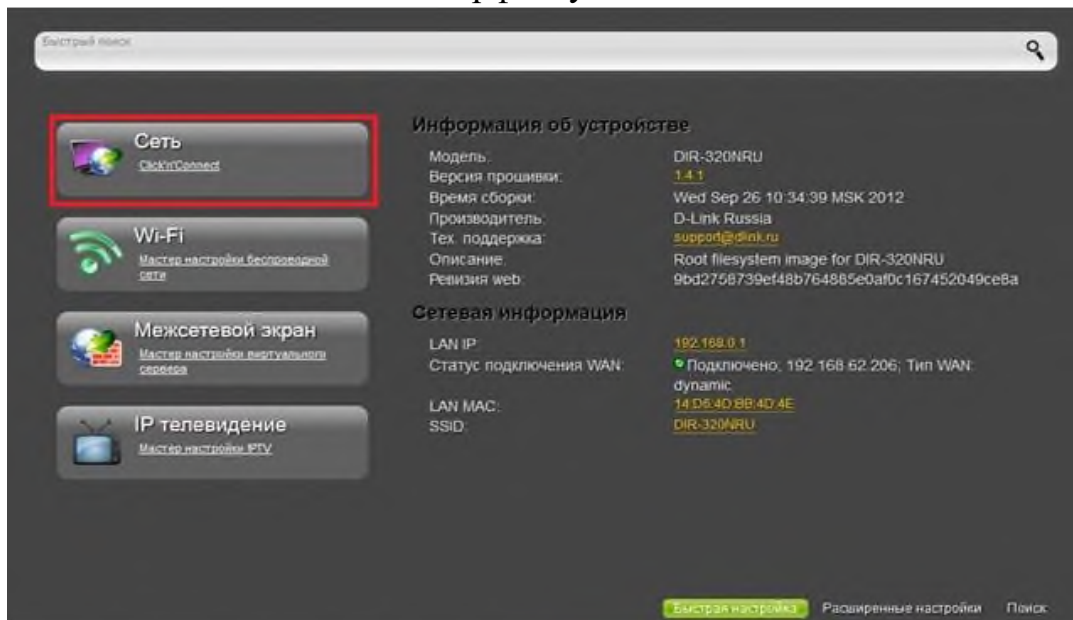 Быстрый поиск
Сеть
Click'n'Connect
Wi-Fi
Мастер настройки беспроводной
сети
Межсетевой экран
Мастер настройки виртуального
сервера
IP телевидение
Мастер настройки IPTV
Информация об устройстве
Модель: DIR-320NRU
Версия прошивки: 1.4.1
Время сборки: Wed Sep 26 10:34:39 MSK 2012
Производитель: D-Link Russia
Тех. поддержка: support@dlink.ru
Описание: Root filesystem image for DIR-320NRU
Ревизия web: 9bd2758739ef48b764885e0af0c167452049ce8a
Сетевая информация
LAN IP: 192.168.0.1
Статус подключения WAN: Подключено; 192.168.62.206; Тип WAN:
dynamic
LAN MAC: 14:D6:4D:BB:4D:4E
SSID: DIR-320NRU
Быстрая настройка Расширенные настройки Поиск